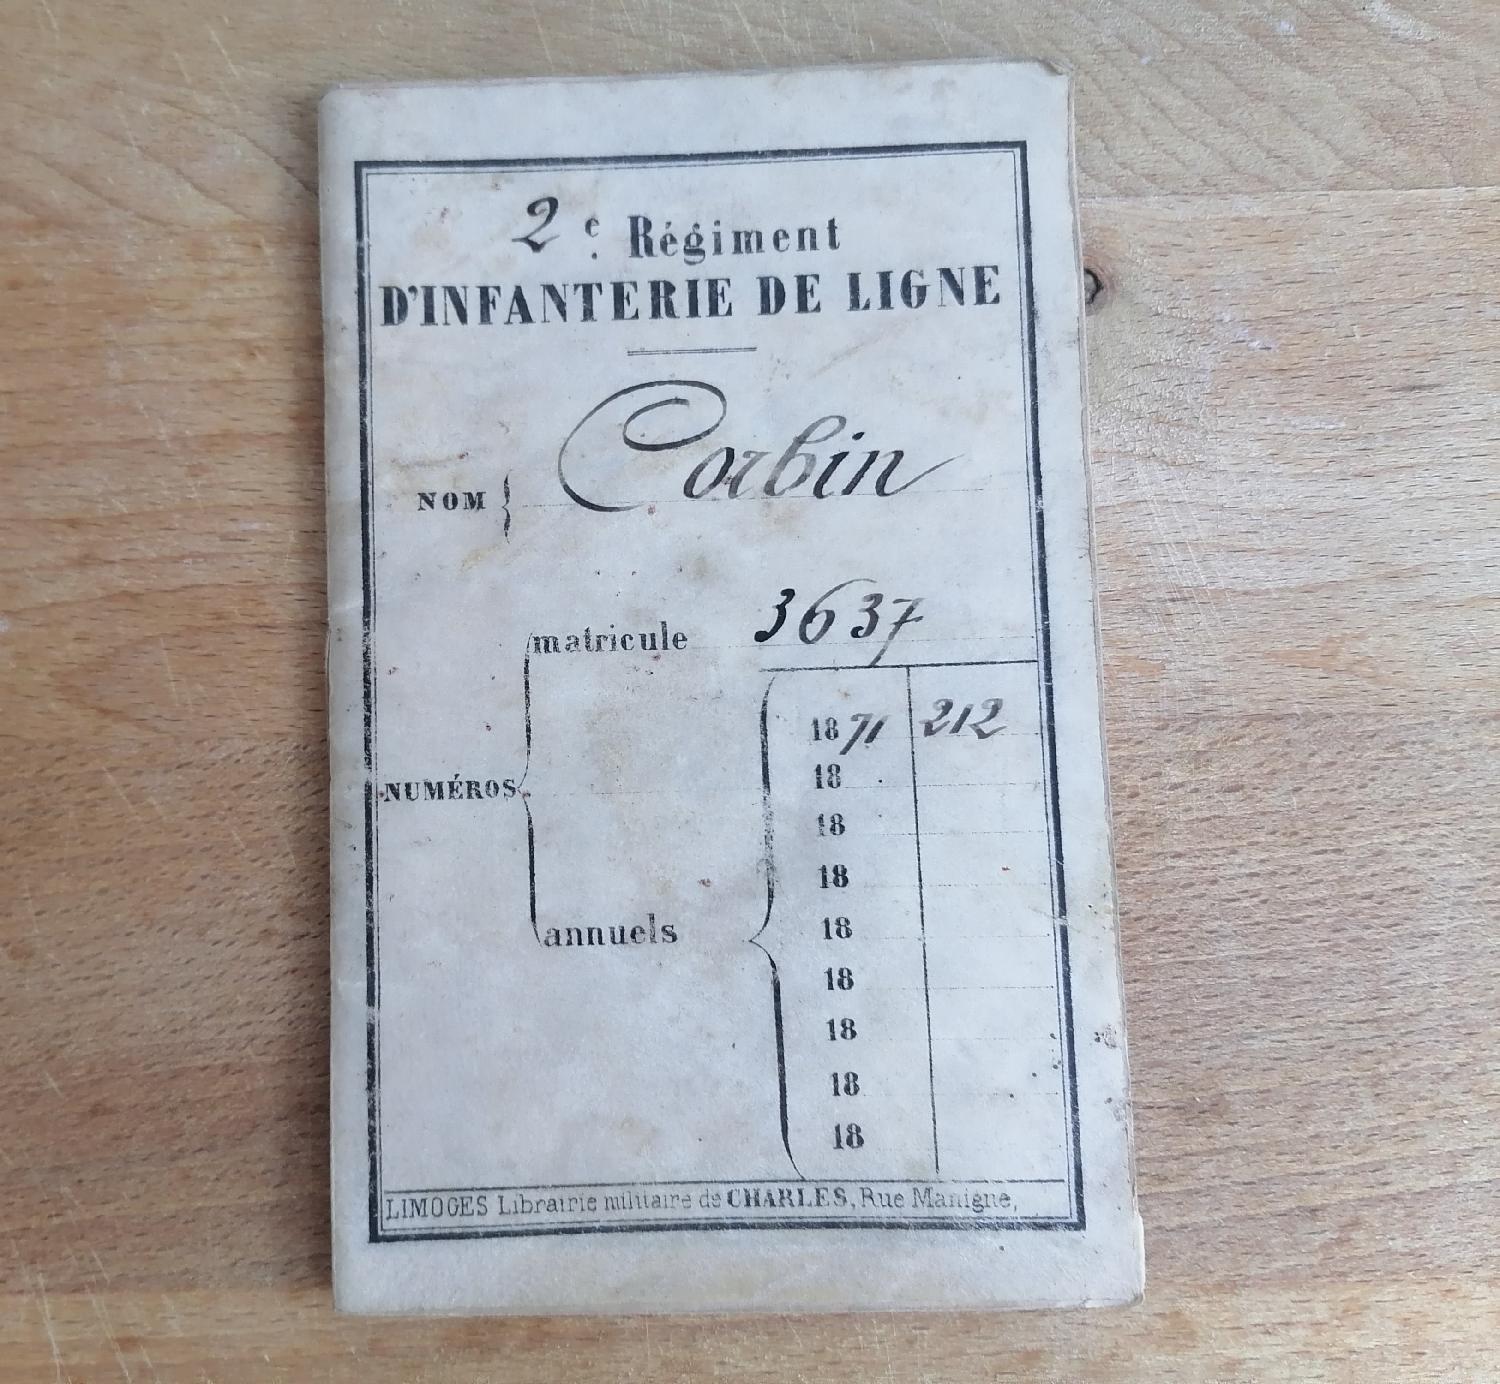 2e. Régiment
D'INFANTERIE DE LIGNE
NOM { Corbin
matricule 3637
1871 212
18
18
18
NUMÉROS
annuels
18
18
18
18
18
LIMOGES Librairie militaire de CHARLES, Rue Manigne,